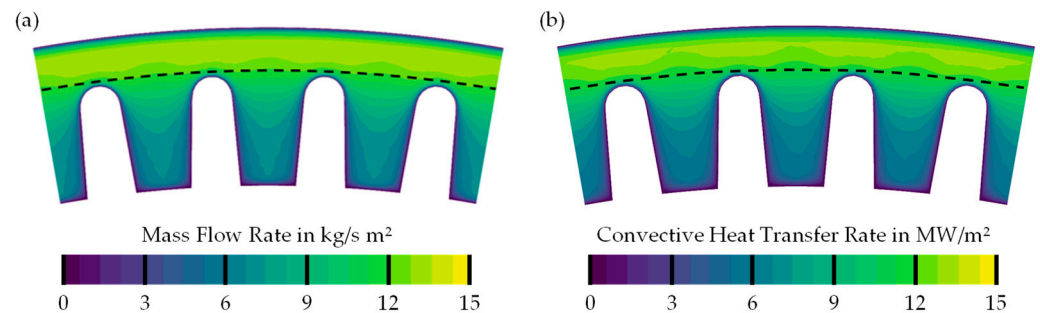 (a)
(b)
Mass Flow Rate in kg/s m²
0 3 6 9 12 15
Convective Heat Transfer Rate in MW/m²
0 3 6 9 12 15